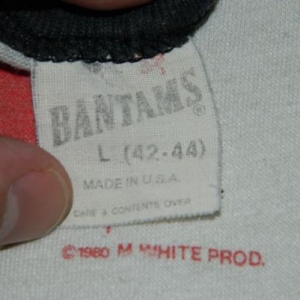 BANTAMS®
L (42-44)
MADE IN U.S.A.
CARE & CONTENTS OVER
©1980 M. WHITE PROD.